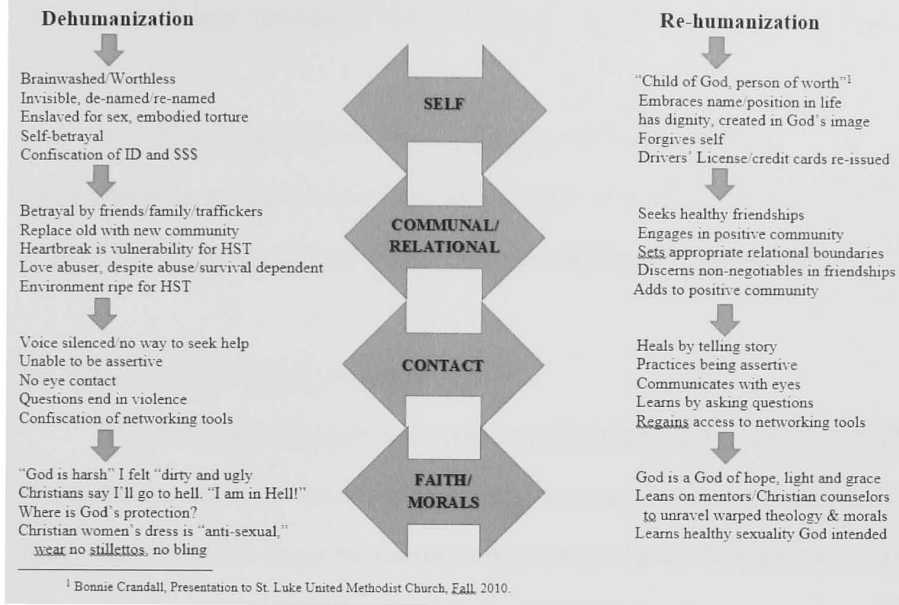 Dehumanization
Brainwashed/Worthless
Invisible, de-named/re-named
Enslaved for sex, embodied torture
Self-betrayal
Confiscation of ID and $$$
Betrayal by friends/family/traffickers
Replace old with new community
Heartbreak is vulnerability for HST
Love abuser, despite abuse/survival dependent
Environment ripe for HST
Voice silenced/no way to seek help
Unable to be assertive
No eye contact
Questions end in violence
Confiscation of networking tools
“God is harsh” I felt “dirty and ugly
Christians say I’ll go to hell. “I am in Hell!”
Where is God’s protection?
Christian women’s dress is “anti-sexual,”
wear no stillettos, no bling
SELF
COMMUNAL/
RELATIONAL
CONTACT
FAITH/
MORALS
Re-humanization
“Child of God, person of worth”1
Embraces name/position in life
has dignity, created in God’s image
Forgives self
Drivers’ License/credit cards re-issued
Seeks healthy friendships
Engages in positive community
Sets appropriate relational boundaries
Discerns non-negotiables in friendships
Adds to positive community
Heals by telling story
Practices being assertive
Communicates with eyes
Learns by asking questions
Regains access to networking tools
God is a God of hope, light and grace
Leans on mentors/Christian counselors
to unravel warped theology & morals
Learns healthy sexuality God intended
1 Bonnie Crandall, Presentation to St. Luke United Methodist Church, Fall, 2010.